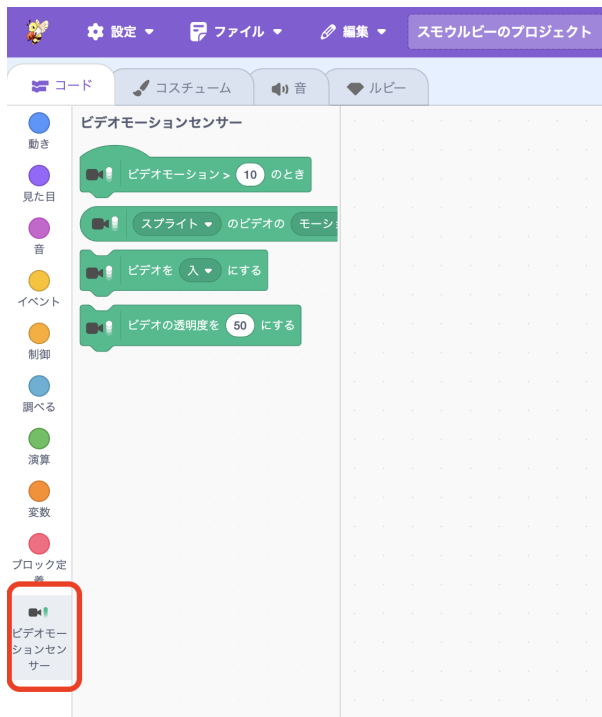 設定 ファイル 編集 スモウルビーのプロジェクト
コード コスチューム 音 ルビー
動き
見た目
音
イベント
制御
調べる
演算
変数
ブロック定
義
ビデオモー
ションセン
サー
ビデオモーションセンサー
ビデオモーション > 10 のとき
スプライト のビデオの モーショ
ビデオを 入 にする
ビデオの透明度を 50 にする